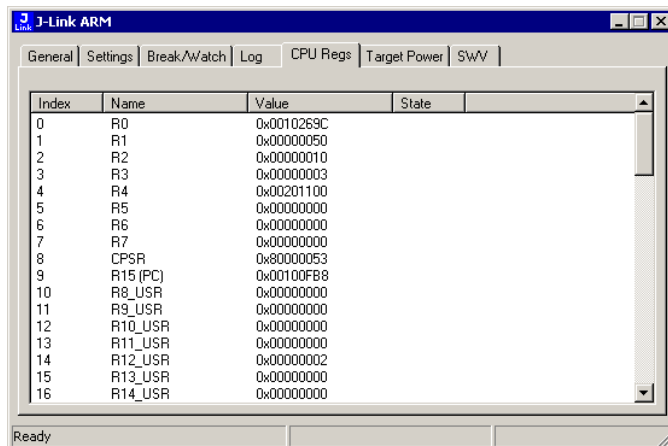 J Link J-Link ARM
General Settings Break/Watch Log CPU Regs Target Power SWV
Index Name Value State
0 R0 0x0010269C
1 R1 0x00000050
2 R2 0x00000010
3 R3 0x00000003
4 R4 0x00201100
5 R5 0x00000000
6 R6 0x00000000
7 R7 0x00000000
8 CPSR 0x80000053
9 R15 (PC) 0x00100FB8
10 R8_USR 0x00000000
11 R9_USR 0x00000000
12 R10_USR 0x00000000
13 R11_USR 0x00000000
14 R12_USR 0x00000002
15 R13_USR 0x00000000
16 R14_USR 0x00000000
Ready